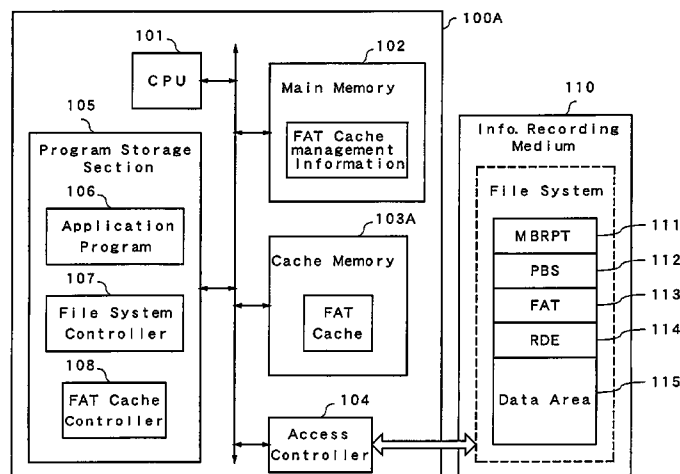 100A
101
CPU
102
Main Memory
FAT Cache
management
Information
105
Program Storage
Section
106
Application
Program
107
File System
Controller
108
FAT Cache
Controller
103A
Cache Memory
FAT
Cache
104
Access
Controller
110
Info. Recording
Medium
File System
MBRPT
111
PBS
112
FAT
113
RDE
114
Data Area
115